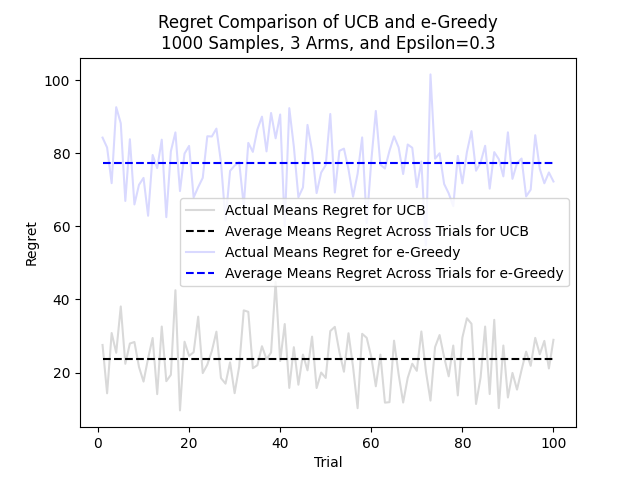 Regret Comparison of UCB and e-Greedy
1000 Samples, 3 Arms, and Epsilon=0.3
100
80
60
40
20
Regret
Actual Means Regret for UCB
Average Means Regret Across Trials for UCB
Actual Means Regret for e-Greedy
Average Means Regret Across Trials for e-Greedy
0 20 40 60 80 100
Trial